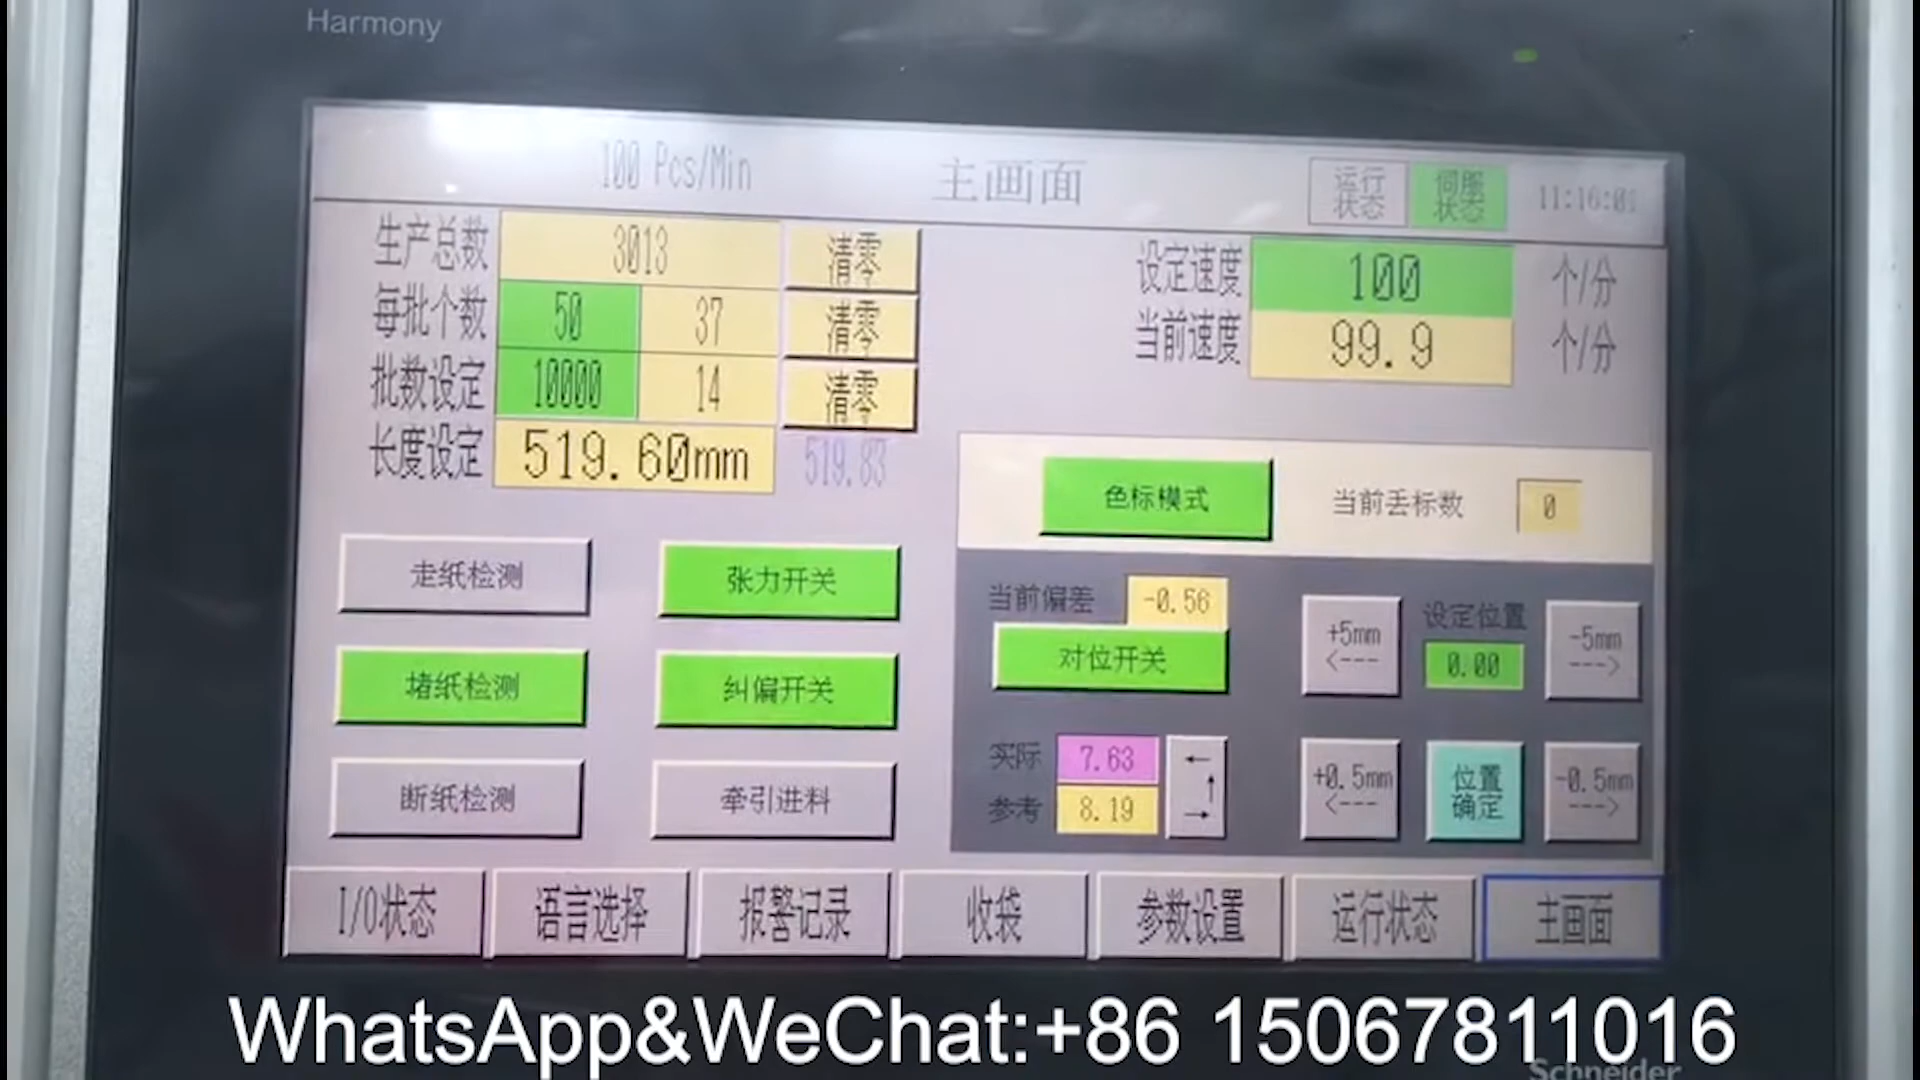 Harmony
100 Pcs/Min
主画面
运行
状态
伺服
状态
11:16:01
生产总数
3013
清零
每批个数
50
37
清零
批数设定
10000
14
清零
长度设定
519.60mm
519.83
设定速度
100
个/分
当前速度
99.9
个/分
色标模式
当前丢标数
0
走纸检测
张力开关
堵纸检测
纠偏开关
断纸检测
牵引进料
当前偏差
-0.56
对位开关
+5mm
<---
设定位置
0.00
-5mm
--->
实际
7.63
参考
8.19
←
↑
→
+0.5mm
<---
位置
确定
-0.5mm
--->
I/O状态
语言选择
报警记录
收袋
参数设置
运行状态
主画面
WhatsApp&WeChat:+86 15067811016
Schneider